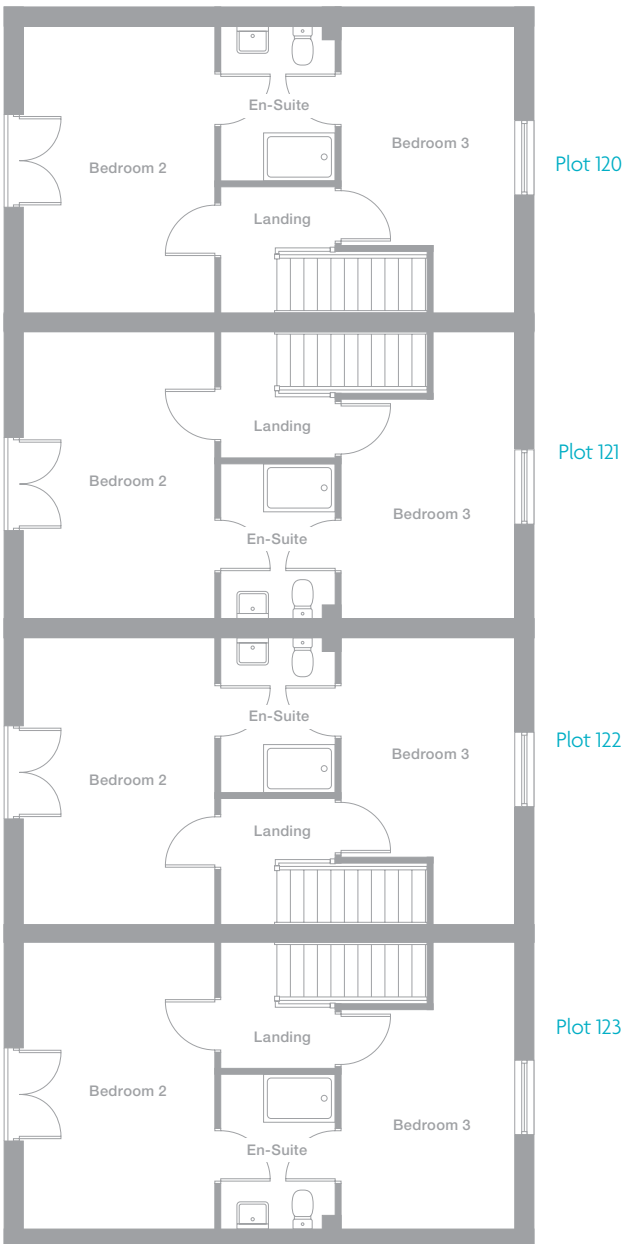 En-Suite
Bedroom 3
Plot 120
Bedroom 2
Landing
Landing
Plot 121
Bedroom 2
Bedroom 3
En-Suite
En-Suite
Plot 122
Bedroom 3
Bedroom 2
Landing
Plot 123
Landing
Bedroom 2
Bedroom 3
En-Suite